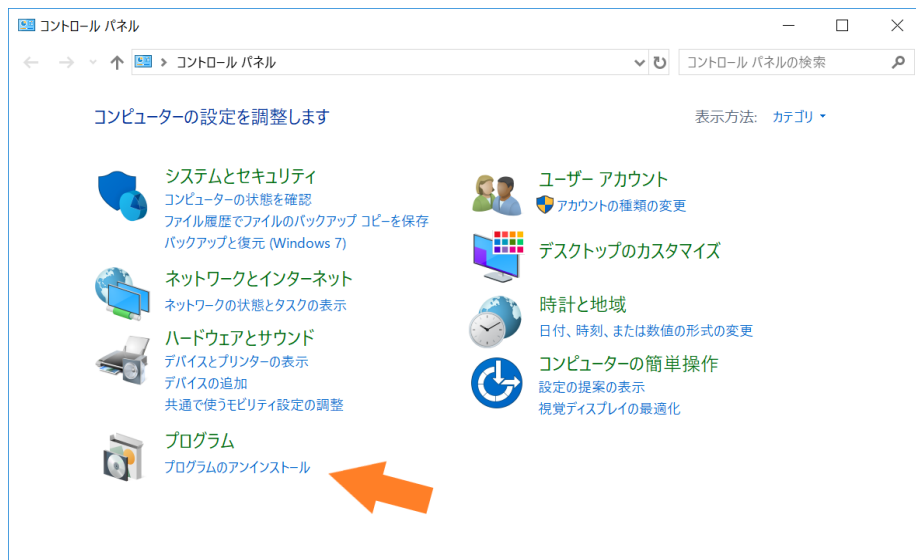 コントロール パネル
コントロール パネル
コントロール パネルの検索
コンピューターの設定を調整します
表示方法: カテゴリ
システムとセキュリティ
コンピューターの状態を確認
ファイル履歴でファイルのバックアップ コピーを保存
バックアップと復元 (Windows 7)
ネットワークとインターネット
ネットワークの状態とタスクの表示
ハードウェアとサウンド
デバイスとプリンターの表示
デバイスの追加
共通で使うモビリティ設定の調整
プログラム
プログラムのアンインストール
ユーザー アカウント
アカウントの種類の変更
デスクトップのカスタマイズ
時計と地域
日付、時刻、または数値の形式の変更
コンピューターの簡単操作
設定の提案の表示
視覚ディスプレイの最適化